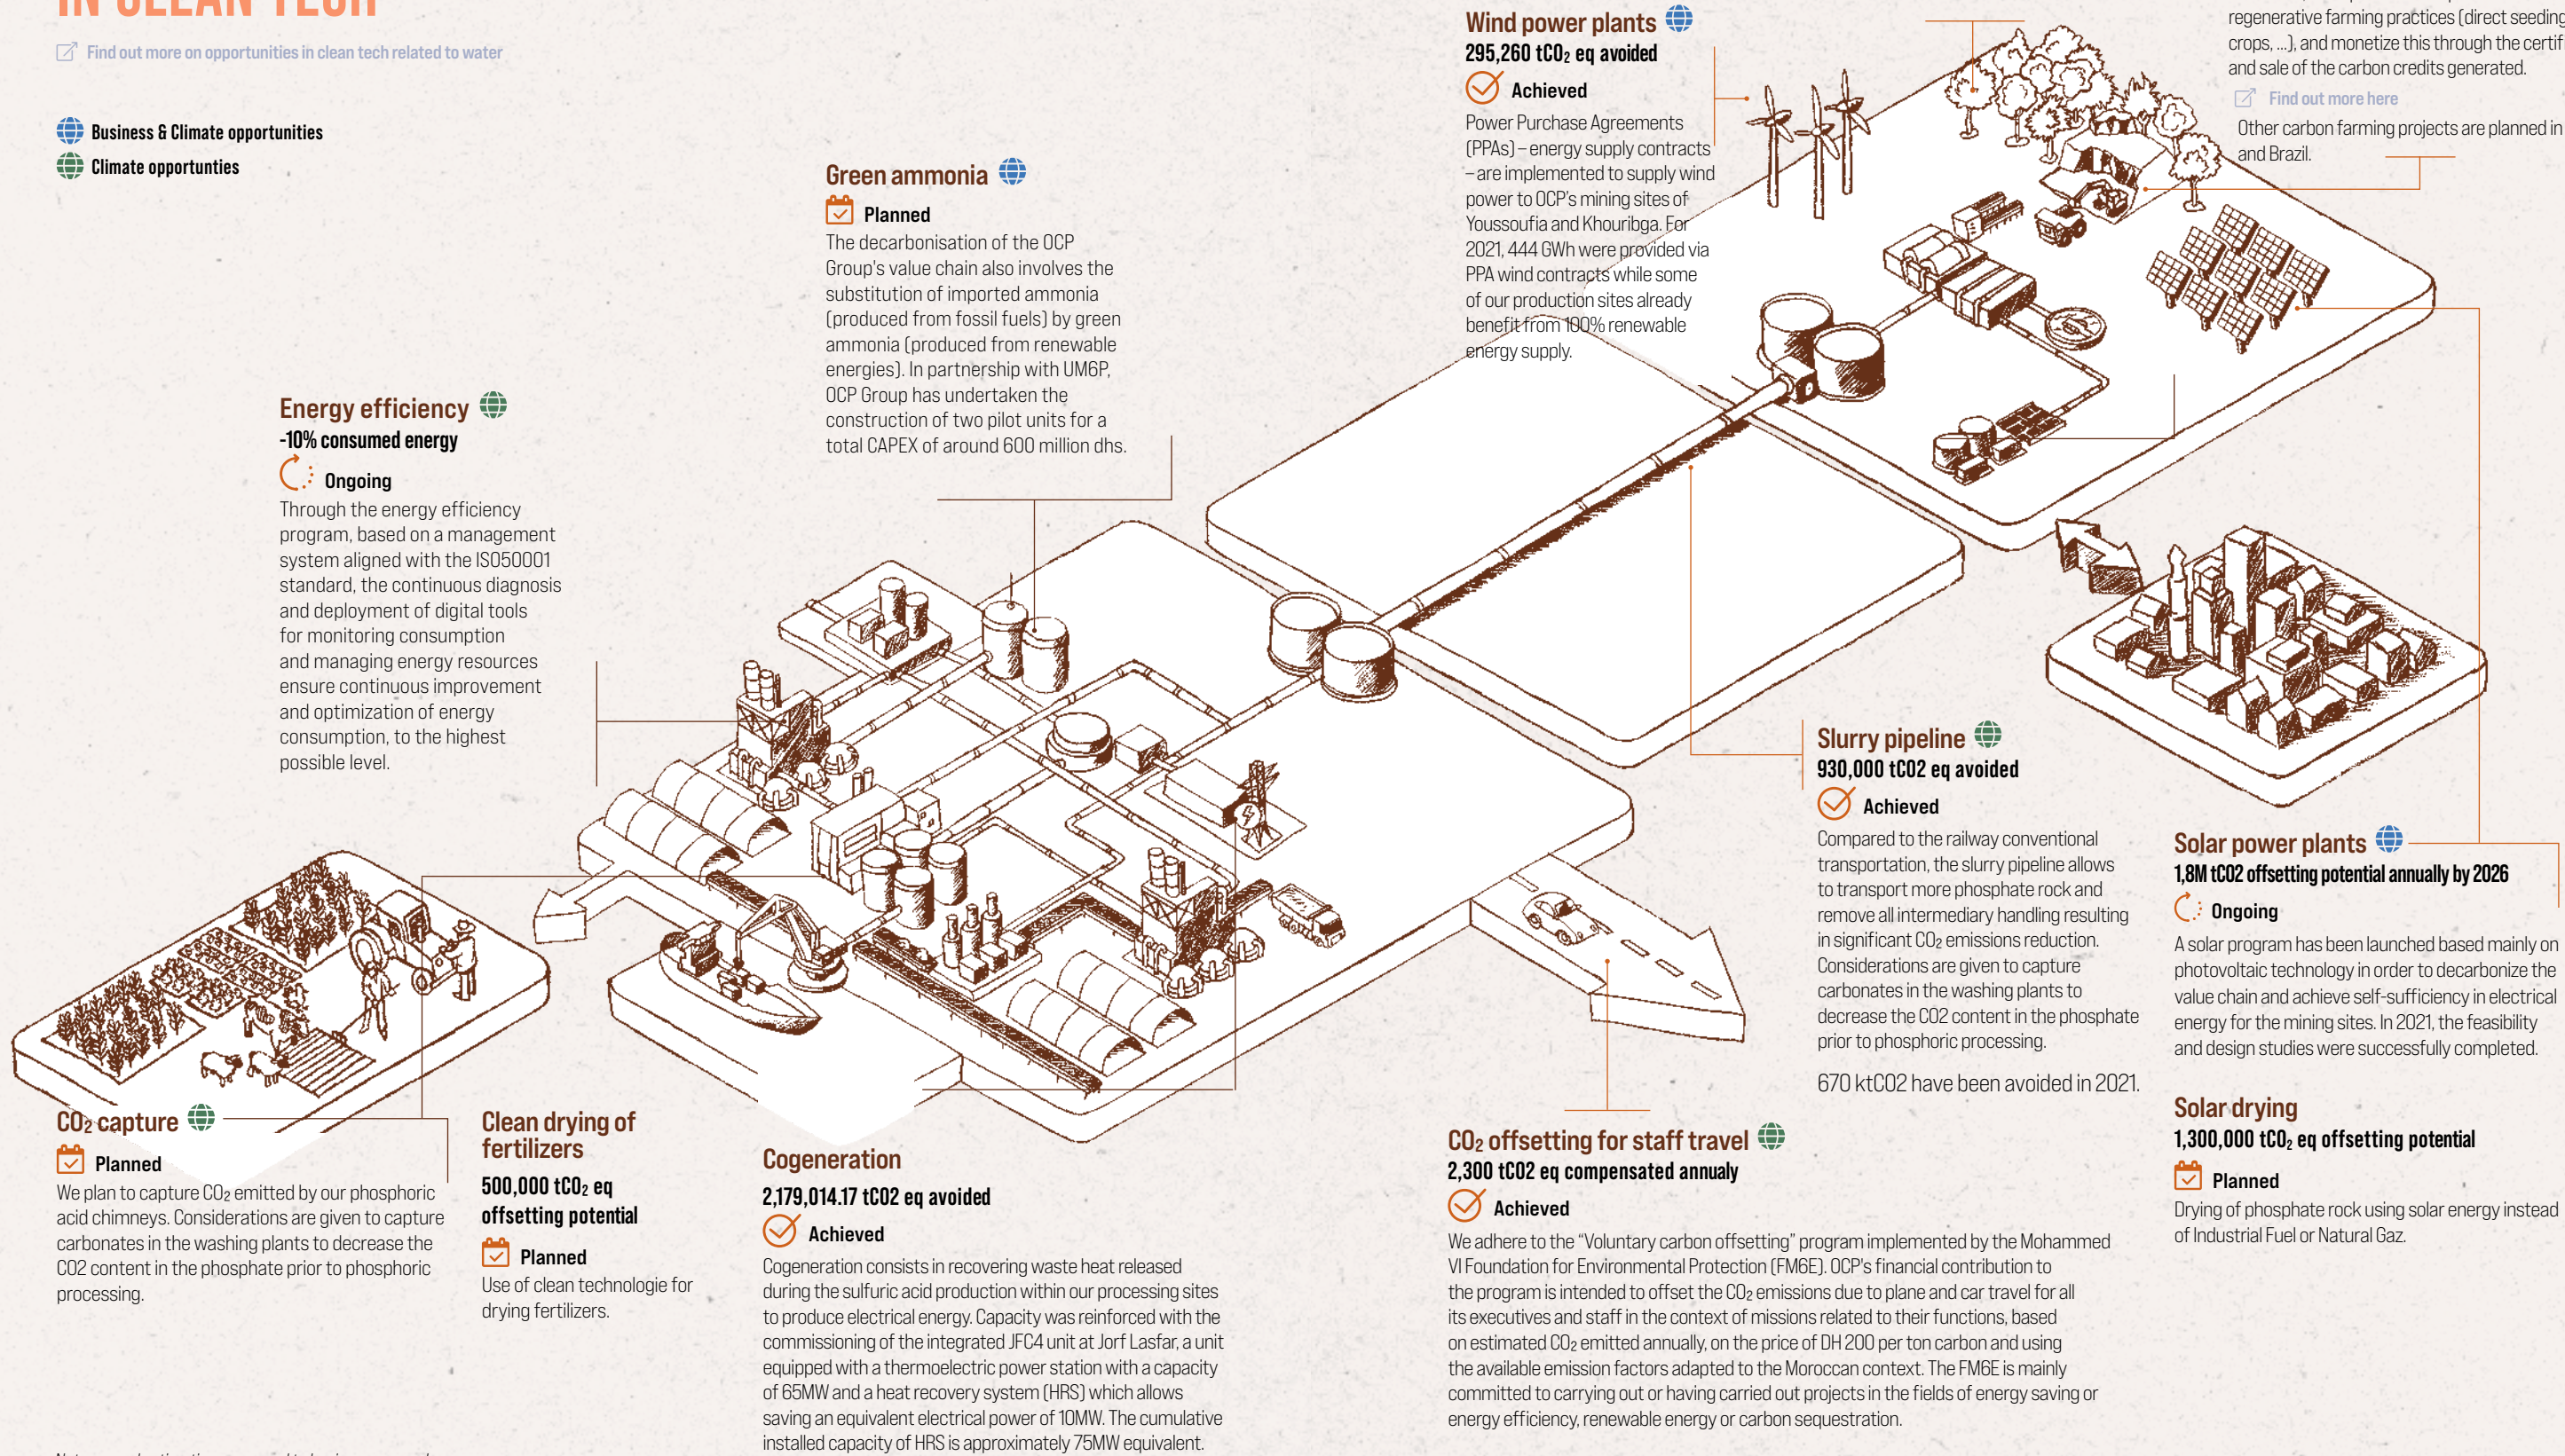 IN CLEAN TECH
Find out more on opportunities in clean tech related to water
Business & Climate opportunities
Climate opportunties
Energy efficiency
-10% consumed energy
Ongoing
Through the energy efficiency
program, based on a management
system aligned with the ISO50001
standard, the continuous diagnosis
and deployment of digital tools
for monitoring consumption
and managing energy resources
ensure continuous improvement
and optimization of energy
consumption, to the highest
possible level.
Green ammonia
Planned
The decarbonisation of the OCP
Group's value chain also involves the
substitution of imported ammonia
(produced from fossil fuels) by green
ammonia (produced from renewable
energies). In partnership with UM6P,
OCP Group has undertaken the
construction of two pilot units for a
total CAPEX of around 600 million dhs.
Wind power plants
295,260 tCO₂ eq avoided
Achieved
Power Purchase Agreements
(PPAs) – energy supply contracts
– are implemented to supply wind
power to OCP's mining sites of
Youssoufia and Khouribga. For
2021, 444 GWh were provided via
PPA wind contracts while some
of our production sites already
benefit from 100% renewable
energy supply.
regenerative farming practices (direct seeding
crops, ...), and monetize this through the certif
and sale of the carbon credits generated.
Find out more here
Other carbon farming projects are planned in
and Brazil.
Slurry pipeline
930,000 tCO2 eq avoided
Achieved
Compared to the railway conventional
transportation, the slurry pipeline allows
to transport more phosphate rock and
remove all intermediary handling resulting
in significant CO₂ emissions reduction.
Considerations are given to capture
carbonates in the washing plants to
decrease the CO2 content in the phosphate
prior to phosphoric processing.
670 ktCO2 have been avoided in 2021.
Solar power plants
1,8M tCO2 offsetting potential annually by 2026
Ongoing
A solar program has been launched based mainly on
photovoltaic technology in order to decarbonize the
value chain and achieve self-sufficiency in electrical
energy for the mining sites. In 2021, the feasibility
and design studies were successfully completed.
Solar drying
1,300,000 tCO₂ eq offsetting potential
Planned
Drying of phosphate rock using solar energy instead
of Industrial Fuel or Natural Gaz.
CO₂ capture
Planned
We plan to capture CO₂ emitted by our phosphoric
acid chimneys. Considerations are given to capture
carbonates in the washing plants to decrease the
CO2 content in the phosphate prior to phosphoric
processing.
Clean drying of
fertilizers
500,000 tCO₂ eq
offsetting potential
Planned
Use of clean technologie for
drying fertilizers.
Cogeneration
2,179,014.17 tCO2 eq avoided
Achieved
Cogeneration consists in recovering waste heat released
during the sulfuric acid production within our processing sites
to produce electrical energy. Capacity was reinforced with the
commissioning of the integrated JFC4 unit at Jorf Lasfar, a unit
equipped with a thermoelectric power station with a capacity
of 65MW and a heat recovery system (HRS) which allows
saving an equivalent electrical power of 10MW. The cumulative
installed capacity of HRS is approximately 75MW equivalent.
CO₂ offsetting for staff travel
2,300 tCO2 eq compensated annualy
Achieved
We adhere to the “Voluntary carbon offsetting” program implemented by the Mohammed
VI Foundation for Environmental Protection (FM6E). OCP's financial contribution to
the program is intended to offset the CO₂ emissions due to plane and car travel for all
its executives and staff in the context of missions related to their functions, based
on estimated CO₂ emitted annually, on the price of DH 200 per ton carbon and using
the available emission factors adapted to the Moroccan context. The FM6E is mainly
committed to carrying out or having carried out projects in the fields of energy saving or
energy efficiency, renewable energy or carbon sequestration.